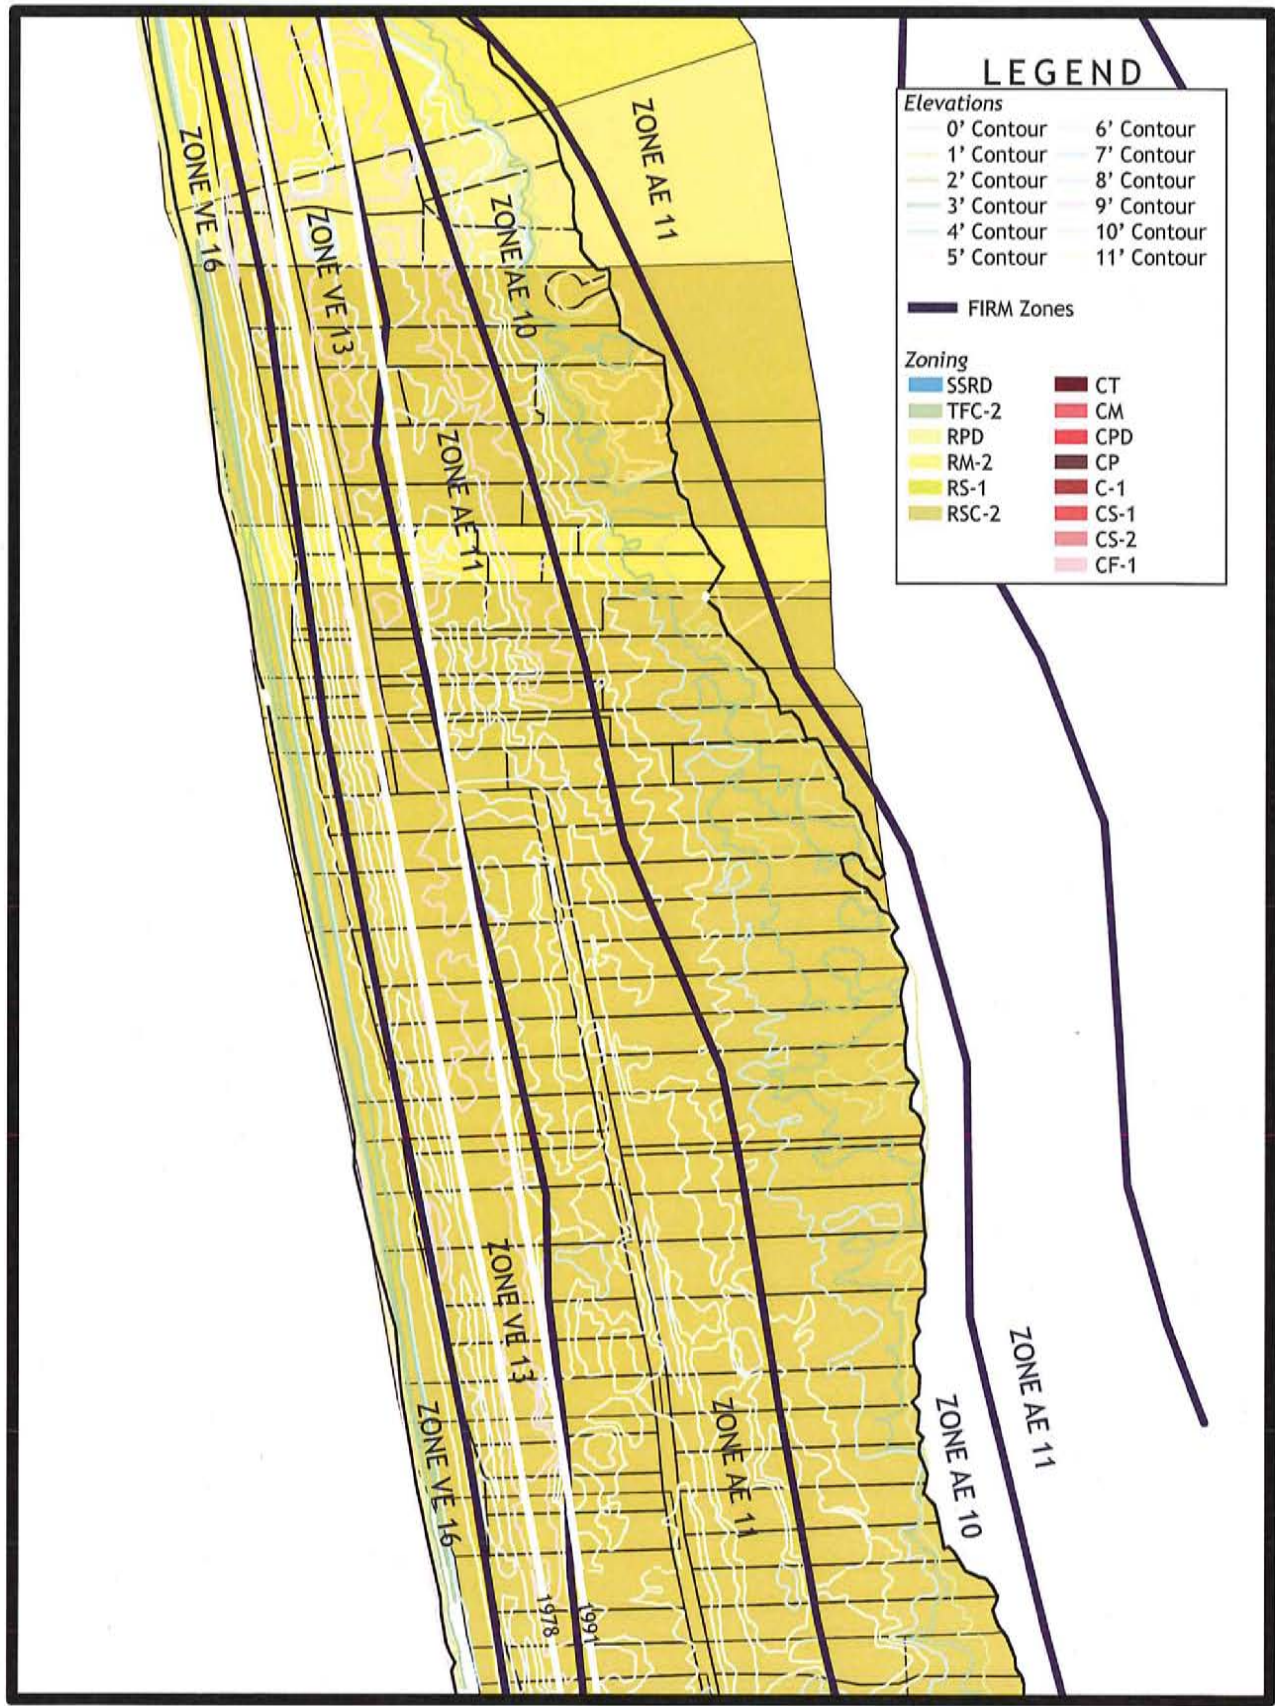 LEGEND
Elevations
0' Contour
1' Contour
2' Contour
3' Contour
4' Contour
5' Contour
6' Contour
7' Contour
8' Contour
9' Contour
10' Contour
11' Contour
FIRM Zones
Zoning
SSRD
TFC-2
RPD
RM-2
RS-1
RSC-2
CT
CM
CPD
CP
C-1
CS-1
CS-2
CF-1
ZONE VE 16
ZONE VE 13
ZONE AE 10
ZONE AE 11
ZONE AE 11
ZONE VE 13
ZONE VE 16
ZONE AE 11
ZONE AE 10
ZONE AE 11
1978
1991